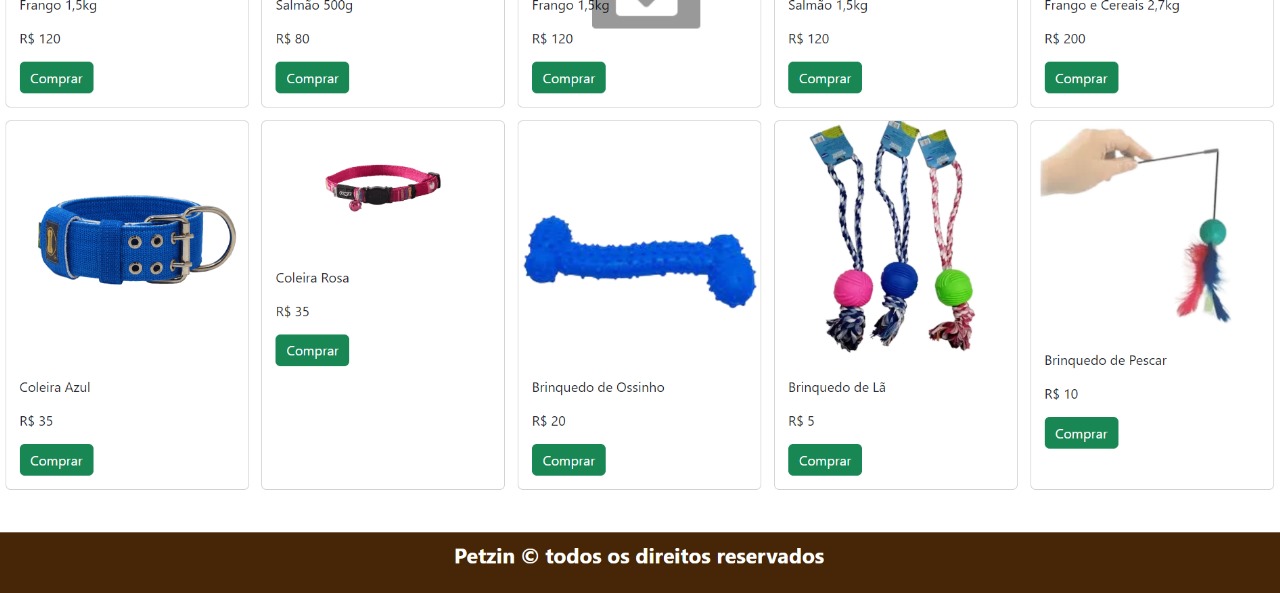 Frango 1,5kg
Salmão 500g
Frango 1,5kg
Salmão 1,5kg
Frango e Cereais 2,7kg
R$ 120
R$ 80
R$ 120
R$ 120
R$ 200
Comprar
Comprar
Comprar
Comprar
Comprar
Coleira Azul
R$ 35
Comprar
Coleira Rosa
R$ 35
Comprar
Brinquedo de Ossinho
R$ 20
Comprar
Brinquedo de Lã
R$ 5
Comprar
Brinquedo de Pescar
R$ 10
Comprar
Petzin © todos os direitos reservados